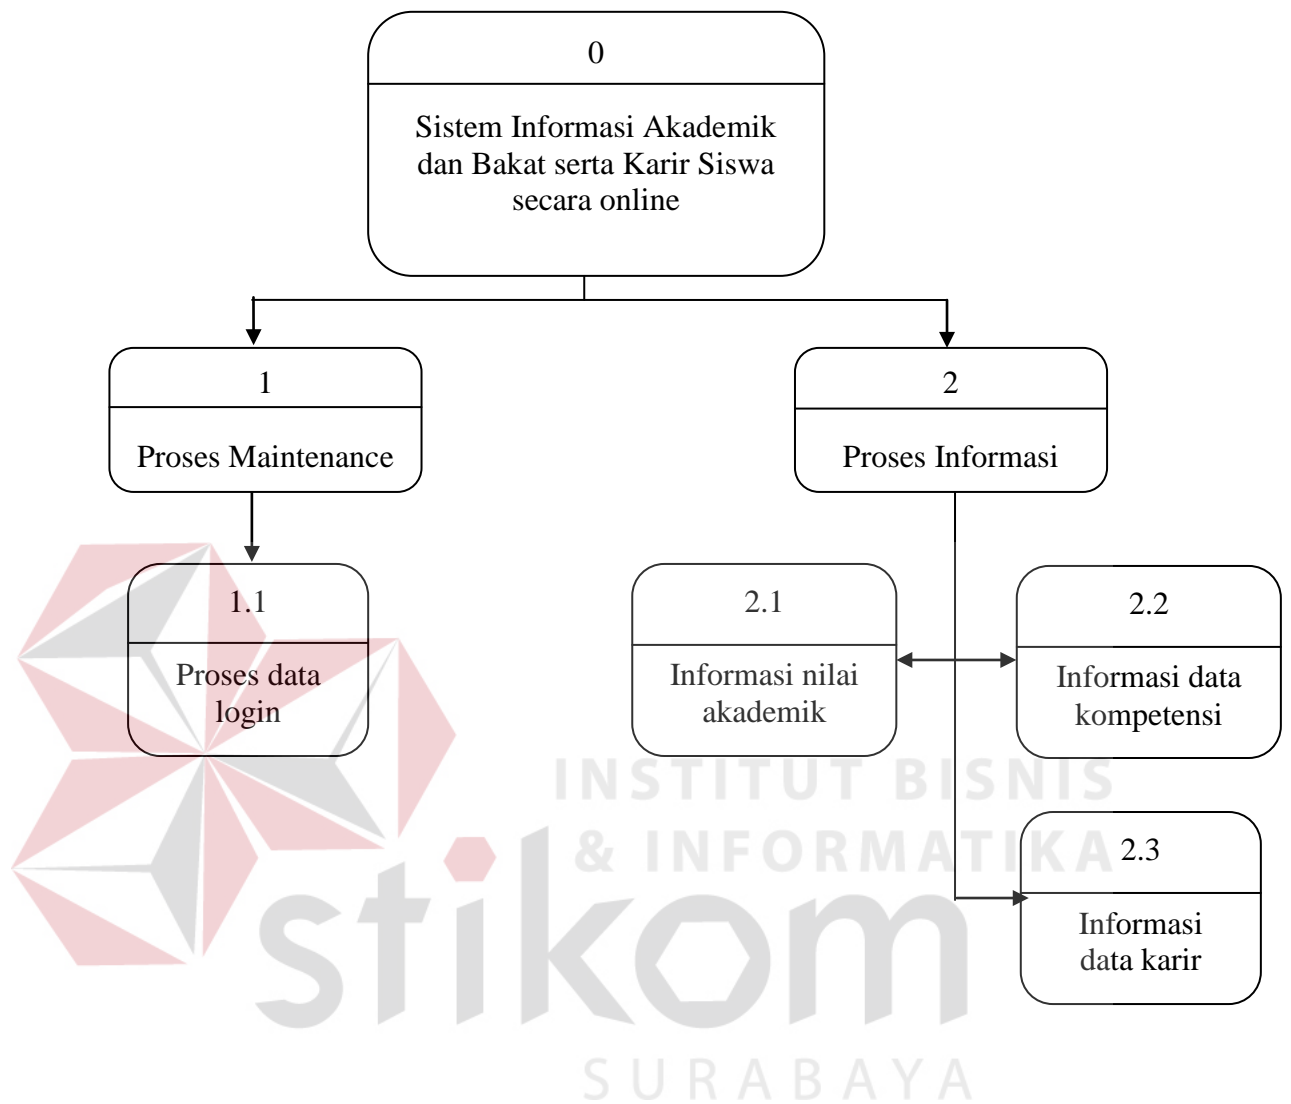 0
Sistem Informasi Akademik
dan Bakat serta Karir Siswa
secara online
1
Proses Maintenance
2
Proses Informasi
1.1
Proses data
login
2.1
Informasi nilai
akademik
2.2
Informasi data
kompetensi
2.3
Informasi
data karir
INSTITUT BISNIS
& INFORMATIKA
stikom
SURABAYA